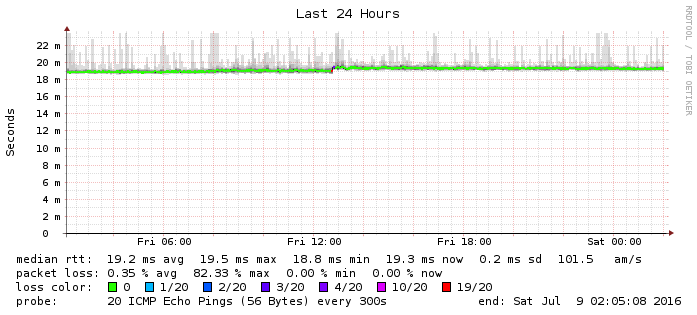 Last 24 Hours
RRDTOOL / TOBI OETIKER
Seconds
22 m
20 m
18 m
16 m
14 m
12 m
10 m
8 m
6 m
4 m
2 m
0
Fri 06:00 Fri 12:00 Fri 18:00 Sat 00:00
median rtt: 19.2 ms avg 19.5 ms max 18.8 ms min 19.3 ms now 0.2 ms sd 101.5 am/s
packet loss: 0.35 % avg 82.33 % max 0.00 % min 0.00 % now
loss color: 0 1/20 2/20 3/20 4/20 10/20 19/20
probe: 20 ICMP Echo Pings (56 Bytes) every 300s end: Sat Jul 9 02:05:08 2016